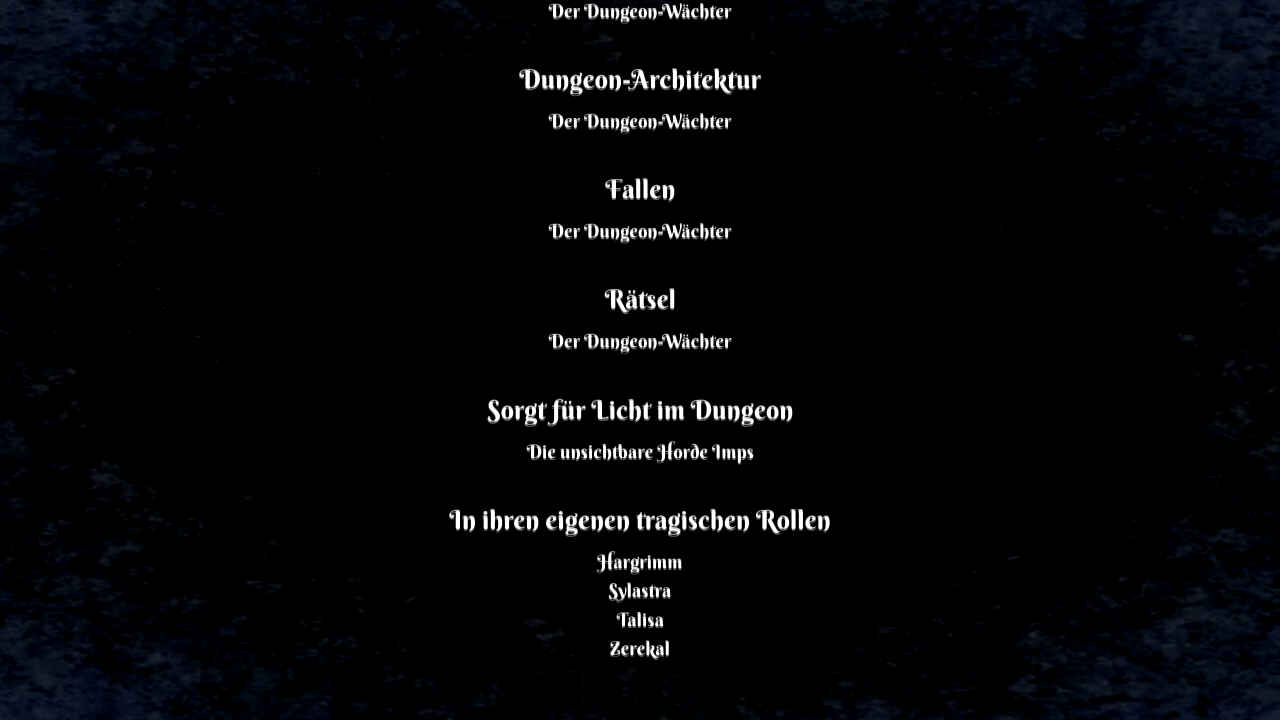 Der Dungeon-Wächter
Dungeon-Architektur
Der Dungeon-Wächter
Fallen
Der Dungeon-Wächter
Rätsel
Der Dungeon-Wächter
Sorgt für Licht im Dungeon
Die unsichtbare Horde Imps
In ihren eigenen tragischen Rollen
Hargrimm
Sylastra
Talisa
Zerekal